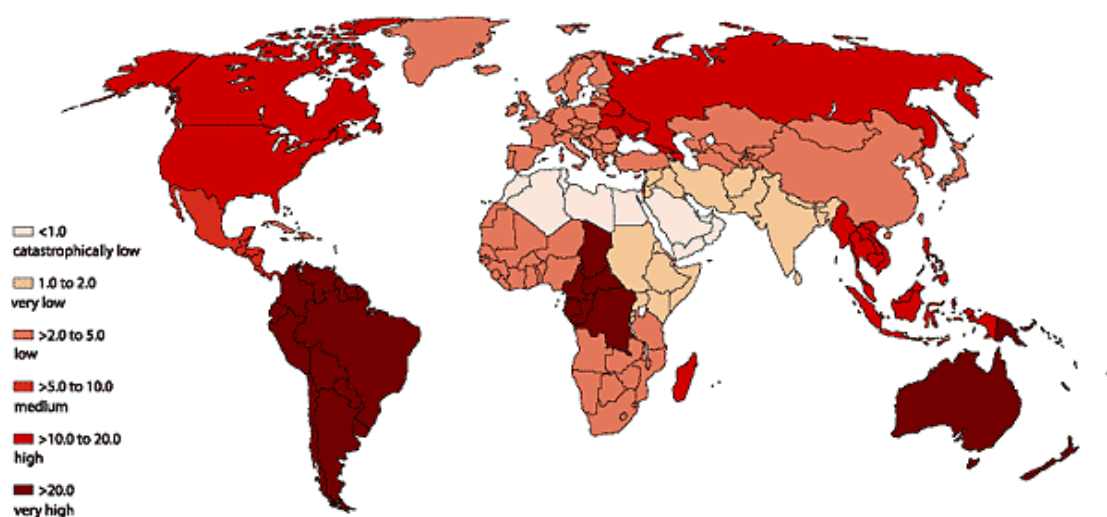 <1.0
catastrophically low
1.0 to 2.0
very low
>2.0 to 5.0
low
>5.0 to 10.0
medium
>10.0 to 20.0
high
>20.0
very high